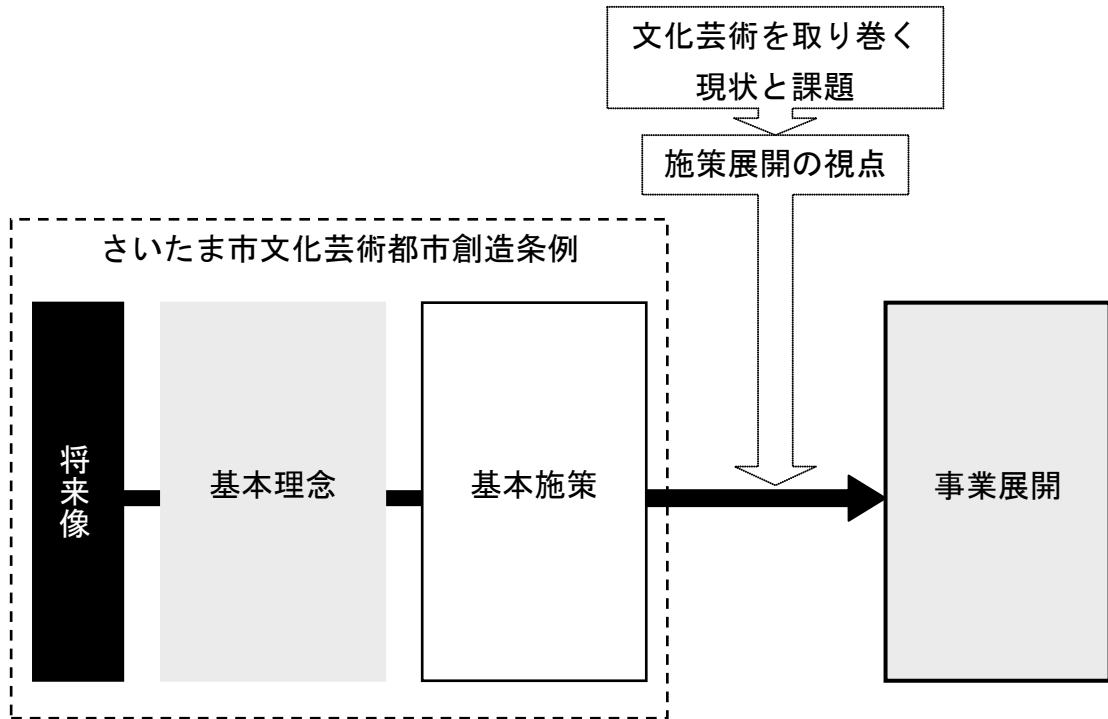 文化芸術を取り巻く
現状と課題
施策展開の視点
さいたま市文化芸術都市創造条例
将来像
基本理念
基本施策
事業展開